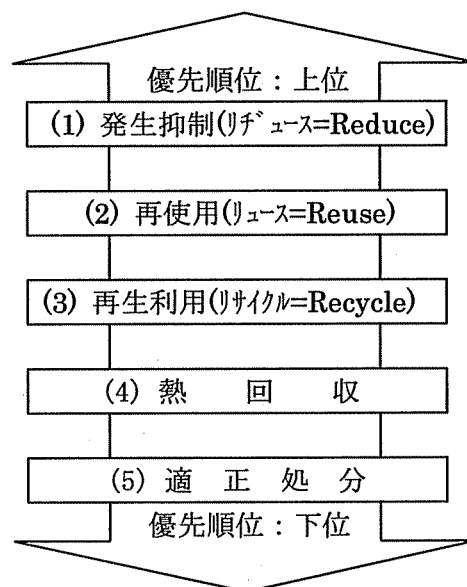 優先順位：上位
(1) 発生抑制(ﾘﾃﾞｭｰｽ=Reduce)
(2) 再使用(ﾘｭｰｽ=Reuse)
(3) 再生利用(ﾘｻｲｸﾙ=Recycle)
(4) 熱　回　収
(5) 適　正　処　分
優先順位：下位